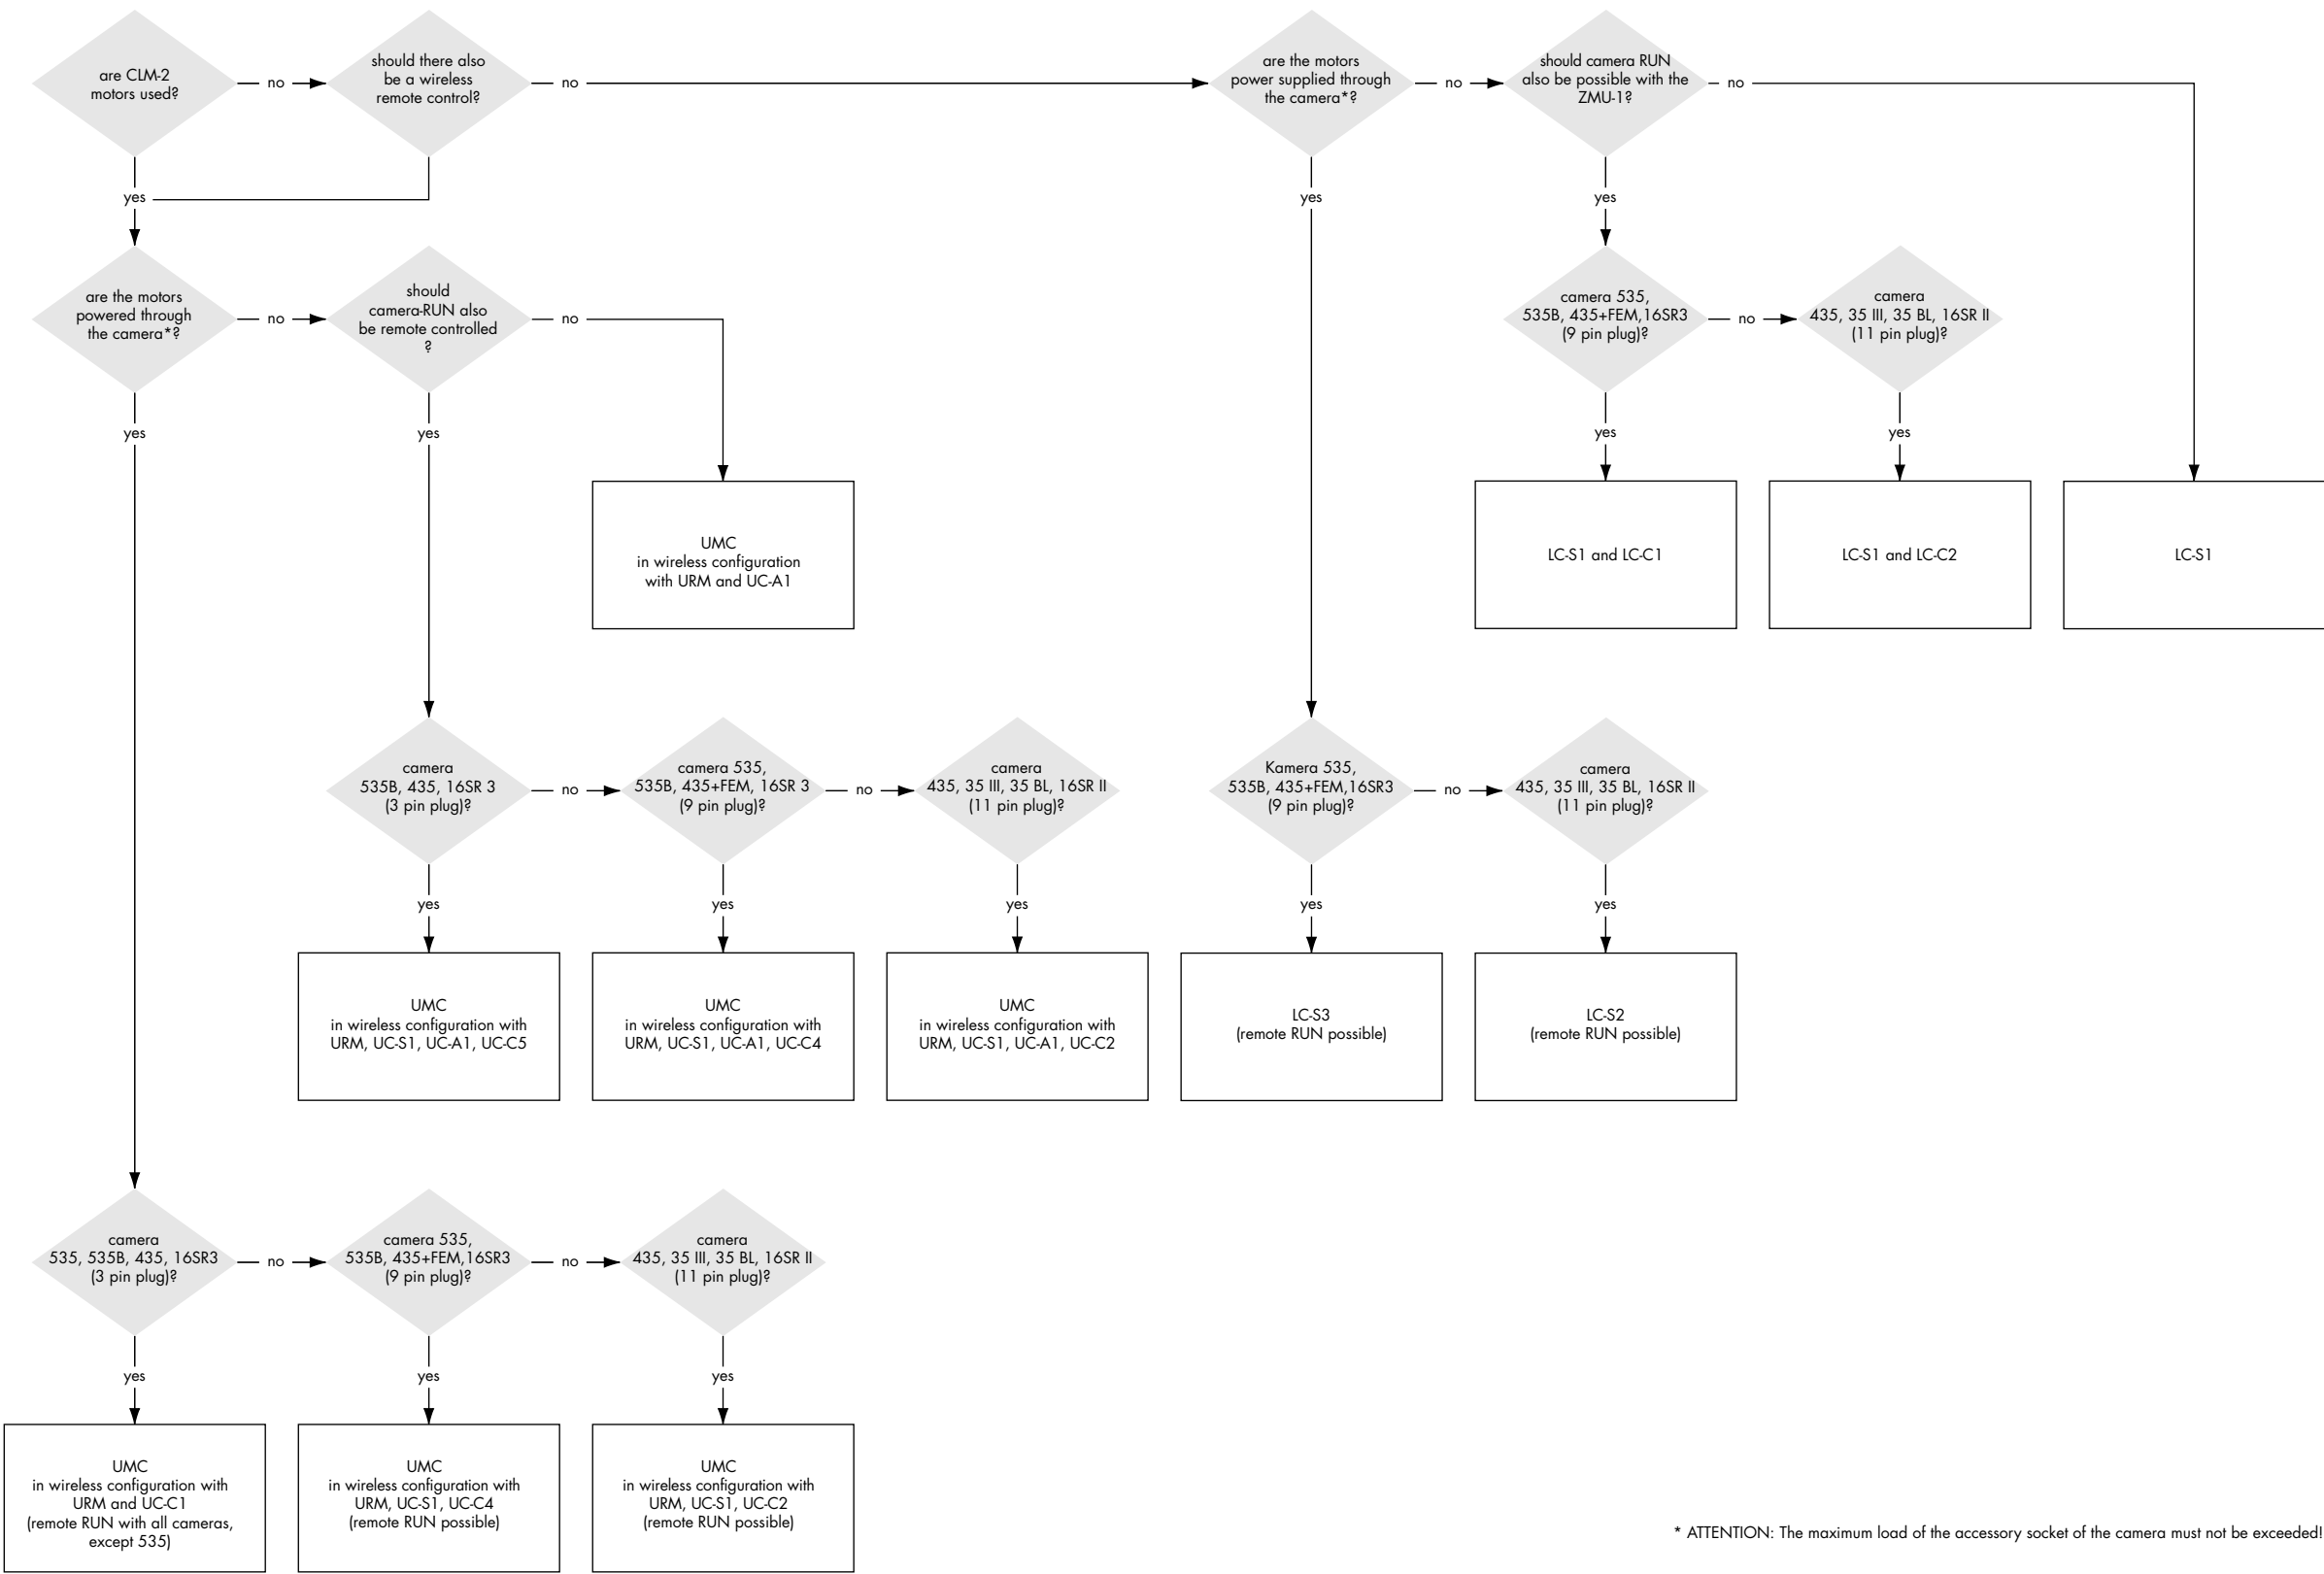 are CLM-2
motors used?
no
should there also
be a wireless
remote control?
no
are the motors
power supplied through
the camera*?
no
should camera RUN
also be possible with the
ZMU-1?
no
yes
yes
yes
are the motors
powered through
the camera*?
no
should
camera-RUN also
be remote controlled
?
no
camera 535,
535B, 435+FEM,16SR3
(9 pin plug)?
no
camera
435, 35 III, 35 BL, 16SR II
(11 pin plug)?
yes
yes
yes
yes
UMC
in wireless configuration
with URM and UC-A1
LC-S1 and LC-C1
LC-S1 and LC-C2
LC-S1
camera
535B, 435, 16SR 3
(3 pin plug)?
no
camera 535,
535B, 435+FEM, 16SR 3
(9 pin plug)?
no
camera
435, 35 III, 35 BL, 16SR II
(11 pin plug)?
Kamera 535,
535B, 435+FEM,16SR3
(9 pin plug)?
no
camera
435, 35 III, 35 BL, 16SR II
(11 pin plug)?
yes
yes
yes
yes
yes
UMC
in wireless configuration with
URM, UC-S1, UC-A1, UC-C5
UMC
in wireless configuration with
URM, UC-S1, UC-A1, UC-C4
UMC
in wireless configuration with
URM, UC-S1, UC-A1, UC-C2
LC-S3
(remote RUN possible)
LC-S2
(remote RUN possible)
camera
535, 535B, 435, 16SR3
(3 pin plug)?
no
camera 535,
535B, 435+FEM,16SR3
(9 pin plug)?
no
camera
435, 35 III, 35 BL, 16SR II
(11 pin plug)?
yes
yes
yes
UMC
in wireless configuration with
URM and UC-C1
(remote RUN with all cameras,
except 535)
UMC
in wireless configuration with
URM, UC-S1, UC-C4
(remote RUN possible)
UMC
in wireless configuration with
URM, UC-S1, UC-C2
(remote RUN possible)
* ATTENTION: The maximum load of the accessory socket of the camera must not be exceeded!